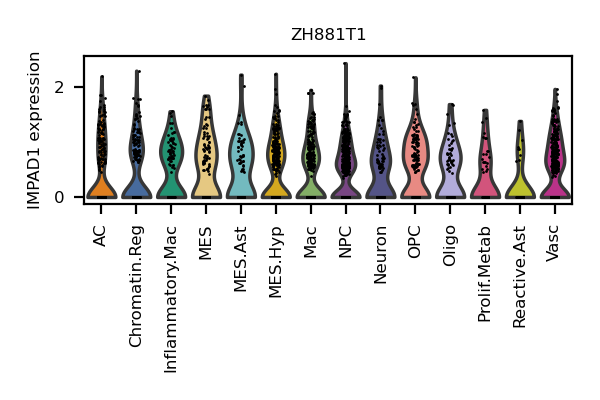 ZH881T1
IMPAD1 expression
2
0
AC
Chromatin.Reg
Inflammatory.Mac
MES
MES.Ast
MES.Hyp
Mac
NPC
Neuron
OPC
Oligo
Prolif.Metab
Reactive.Ast
Vasc